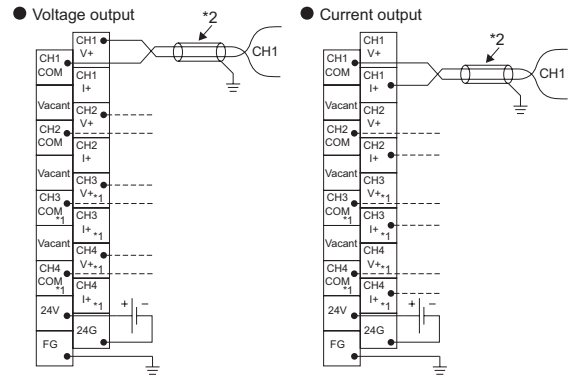 ● Voltage output
*2
CH1
V+
CH1
COM
CH1
CH1
I+
Vacant
CH2
V+
CH2
COM
CH2
I+
Vacant
CH3
V+*1
CH3
COM
*1
CH3
I+
*1
Vacant
CH4
V+*1
CH4
COM
*1
CH4
I+
*1
+ −
24V
24G
FG
● Current output
*2
CH1
V+
CH1
COM
CH1
CH1
I+
Vacant
CH2
V+
CH2
COM
CH2
I+
Vacant
CH3
V+*1
CH3
COM
*1
CH3
I+
*1
Vacant
CH4
V+*1
CH4
COM
*1
CH4
I+
*1
+ −
24V
24G
FG